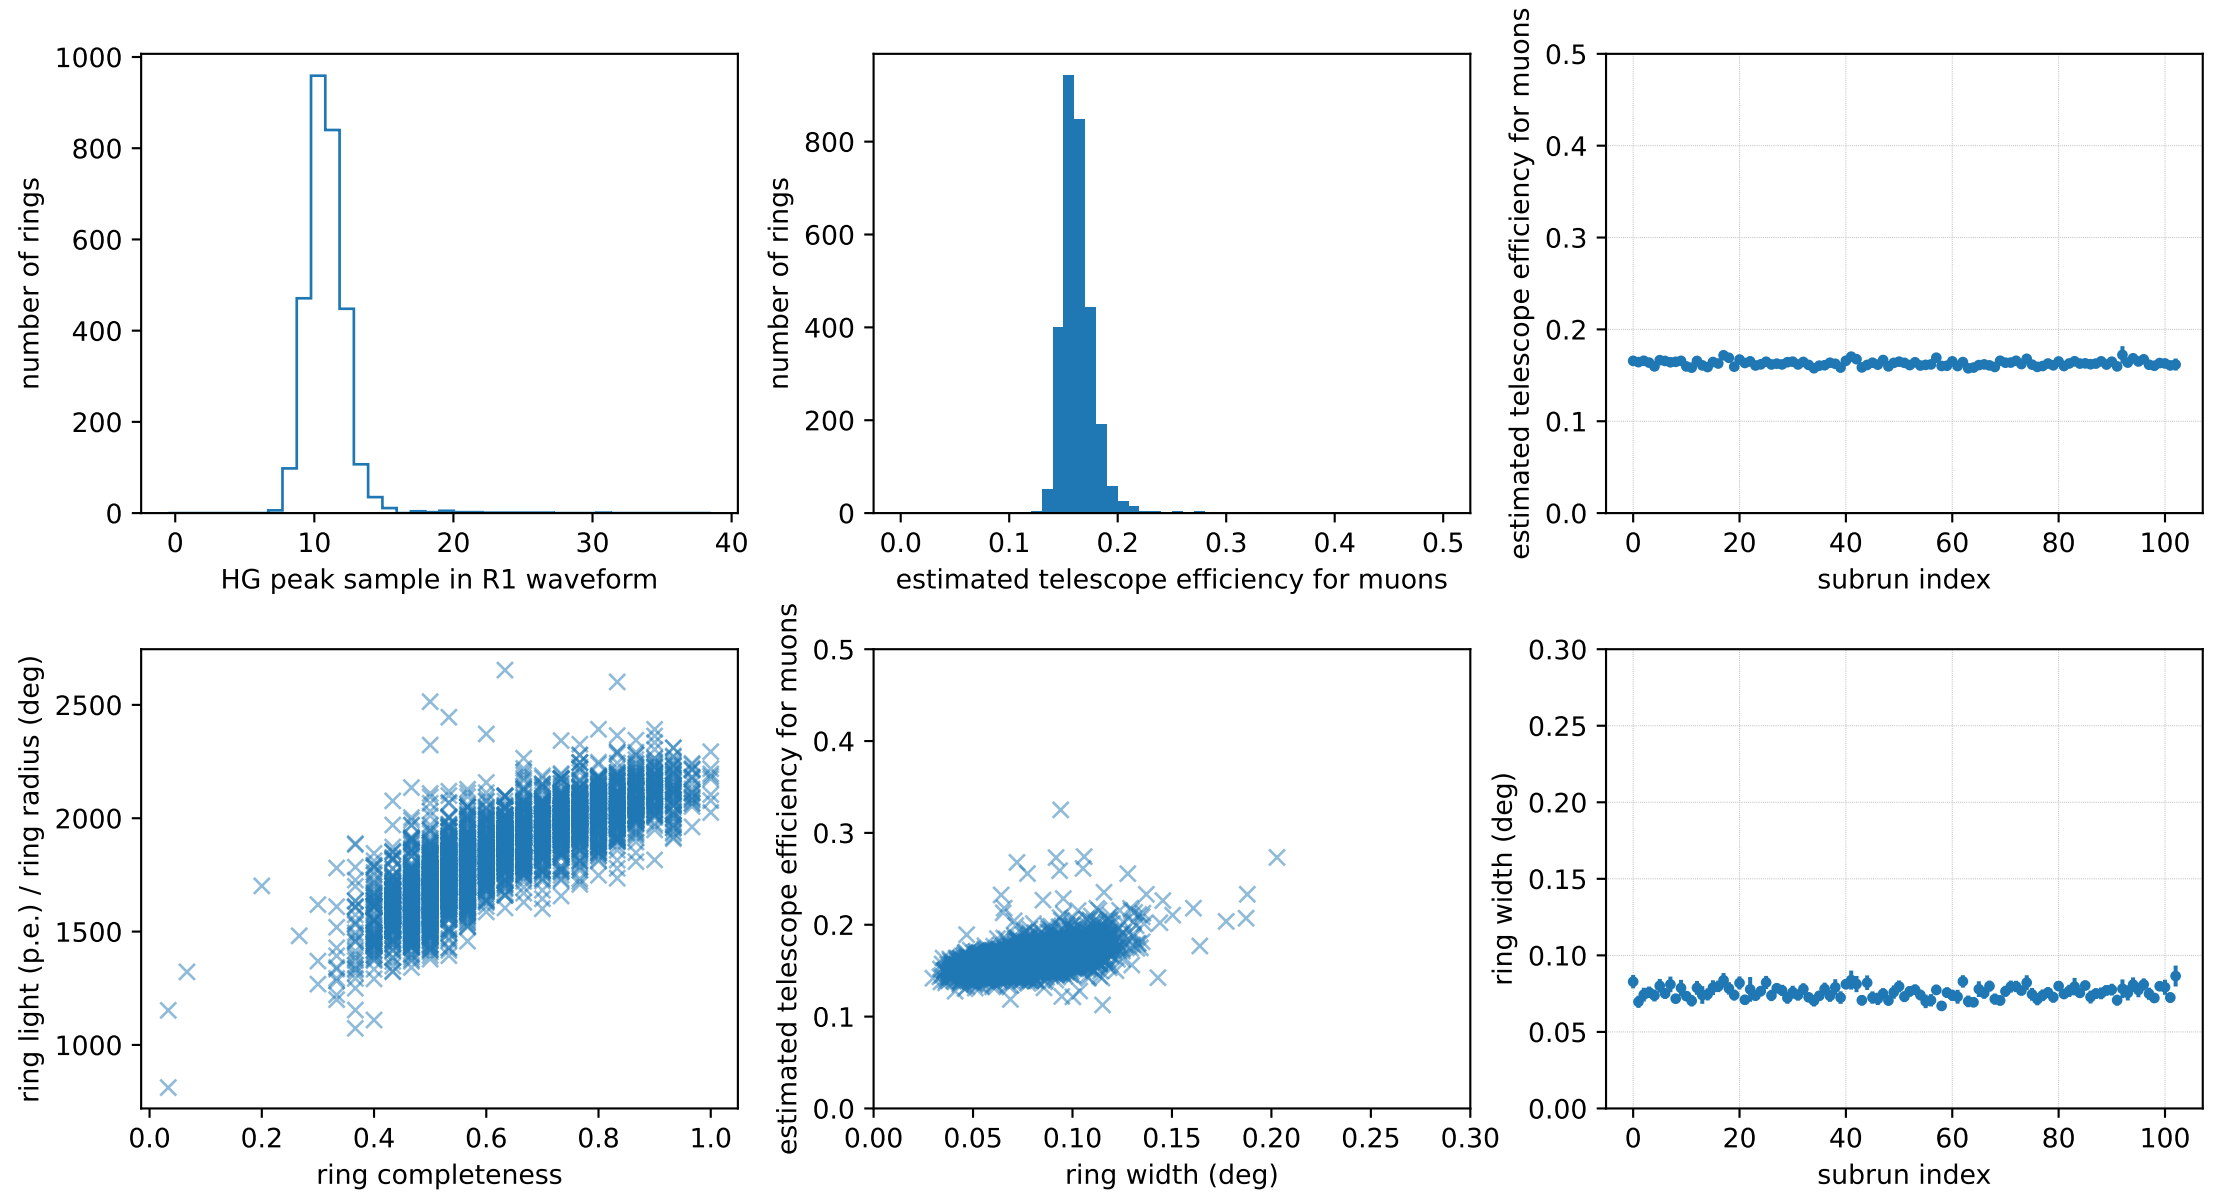 1000
800
600
400
200
0
number of rings
0 10 20 30 40
HG peak sample in R1 waveform
800
600
400
200
0
number of rings
0.0 0.1 0.2 0.3 0.4 0.5
estimated telescope efficiency for muons
0.5
0.4
0.3
0.2
0.1
0.0
estimated telescope efficiency for muons
0 20 40 60 80 100
subrun index
2500
2000
1500
1000
ring light (p.e.) / ring radius (deg)
0.0 0.2 0.4 0.6 0.8 1.0
ring completeness
0.5
0.4
0.3
0.2
0.1
0.0
estimated telescope efficiency for muons
0.00 0.05 0.10 0.15 0.20 0.25 0.30
ring width (deg)
0.30
0.25
0.20
0.15
0.10
0.05
0.00
ring width (deg)
0 20 40 60 80 100
subrun index